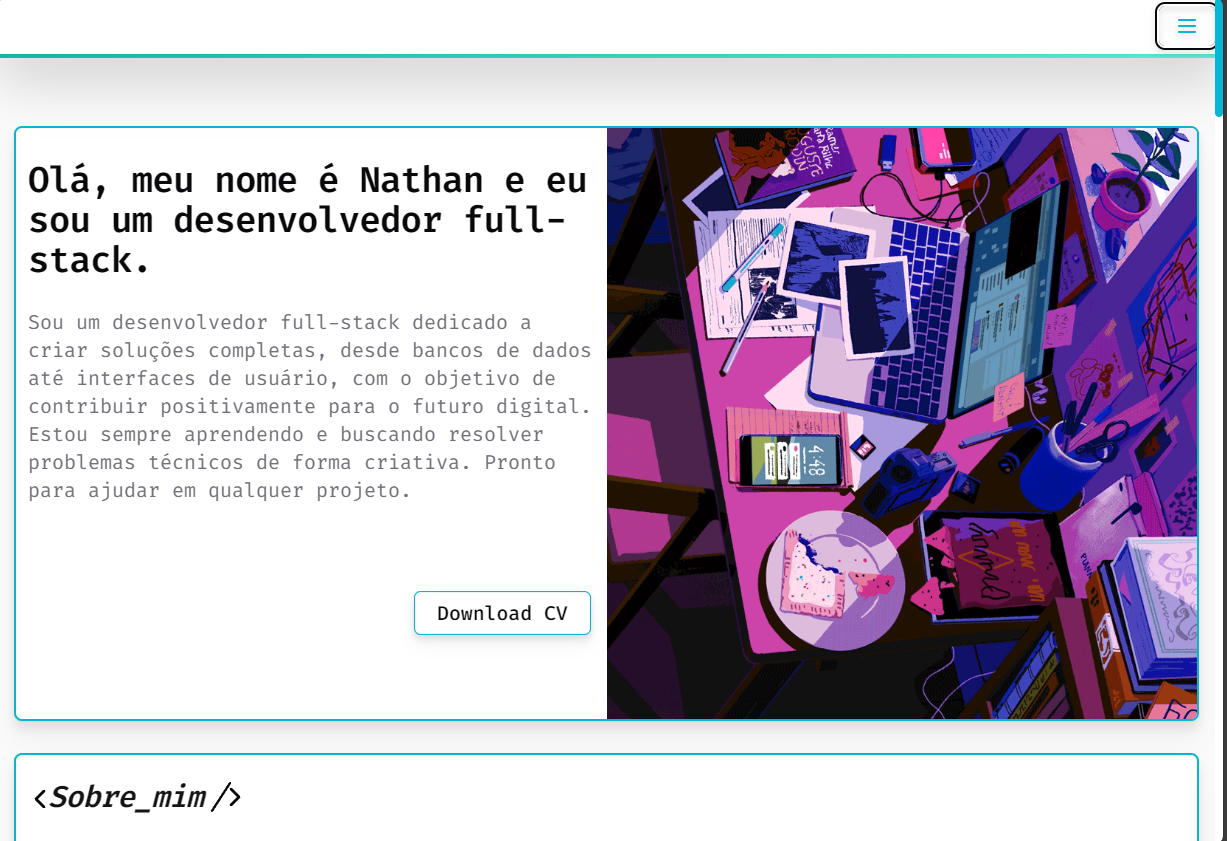 Olá, meu nome é Nathan e eu
sou um desenvolvedor full-
stack.
Sou um desenvolvedor full-stack dedicado a
criar soluções completas, desde bancos de dados
até interfaces de usuário, com o objetivo de
contribuir positivamente para o futuro digital.
Estou sempre aprendendo e buscando resolver
problemas técnicos de forma criativa. Pronto
para ajudar em qualquer projeto.
Download CV
4:48
<Sobre_mim/>